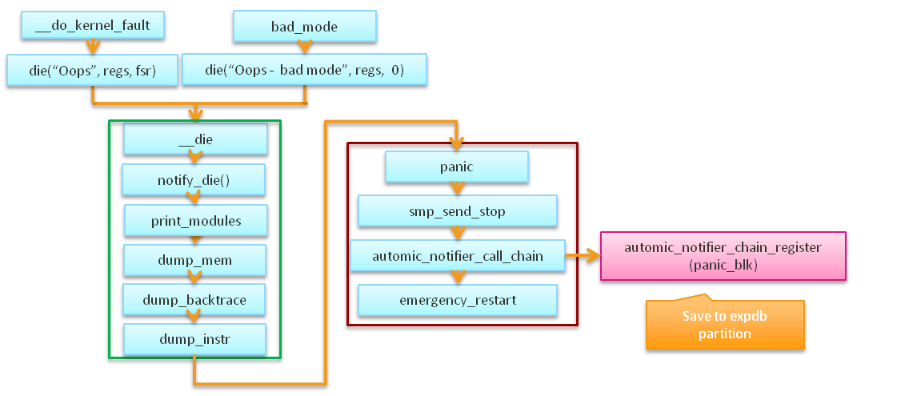 __do_kernel_fault
bad_mode
die(“Oops”, regs, fsr)
die(“Oops - bad mode”, regs, 0)
__die
notify_die()
print_modules
dump_mem
dump_backtrace
dump_instr
panic
smp_send_stop
automic_notifier_call_chain
emergency_restart
automic_notifier_chain_register
(panic_blk)
Save to expdb
partition